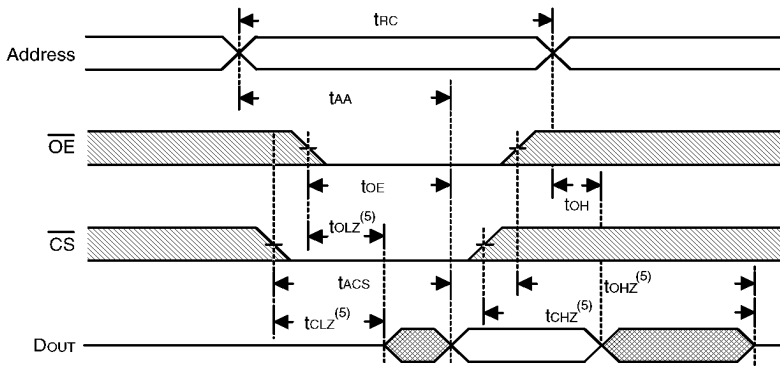 tRC
Address
tAA
OE
tOE
tOH
tOLZ(5)
CS
tACS
tOHZ(5)
tCLZ(5)
tCHZ(5)
DOUT